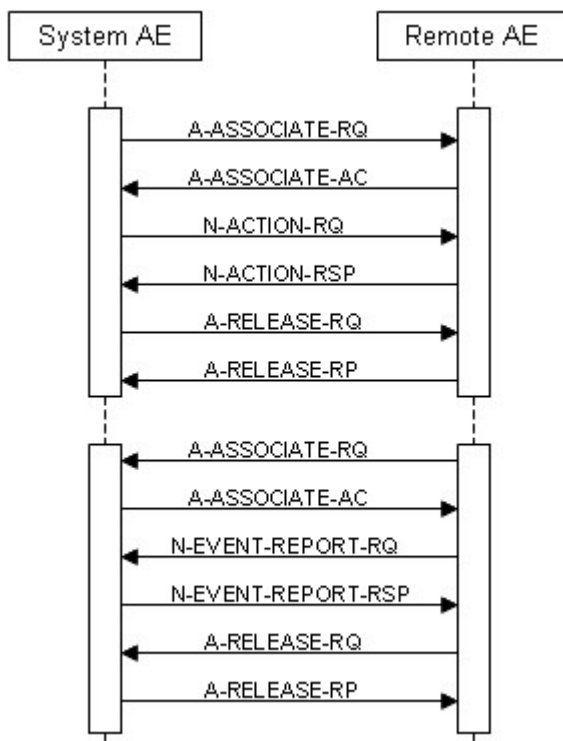 System AE
Remote AE
A-ASSOCIATE-RQ
A-ASSOCIATE-AC
N-ACTION-RQ
N-ACTION-RSP
A-RELEASE-RQ
A-RELEASE-RP
A-ASSOCIATE-RQ
A-ASSOCIATE-AC
N-EVENT-REPORT-RQ
N-EVENT-REPORT-RSP
A-RELEASE-RQ
A-RELEASE-RP